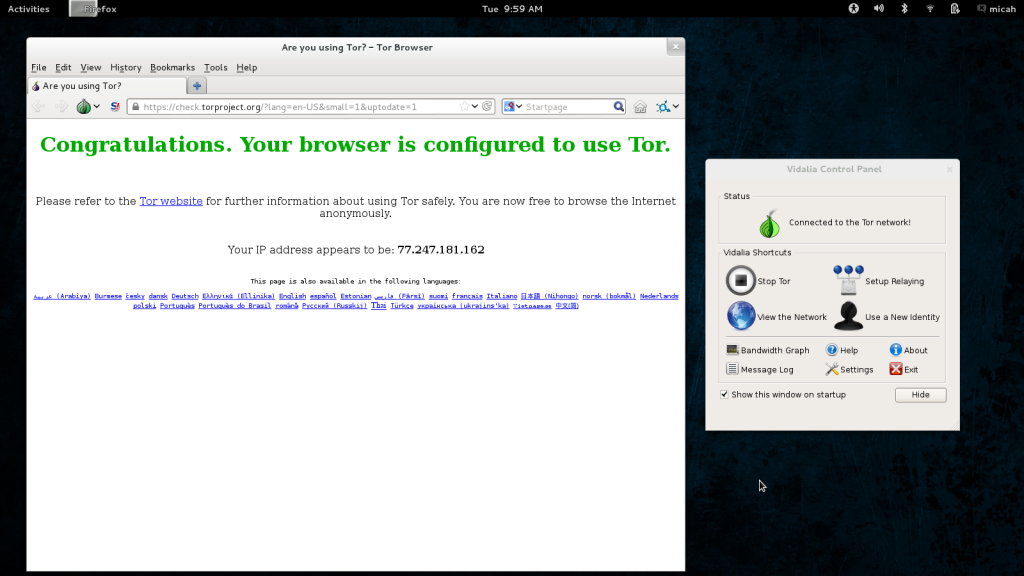 Activities Firefox Tue 9:59 AM micah
Are you using Tor? – Tor Browser
File Edit View History Bookmarks Tools Help
Are you using Tor?
https://check.torproject.org/?lang=en-US&small=1&uptodate=1 Startpage
Congratulations. Your browser is configured to use Tor.
Please refer to the Tor website for further information about using Tor safely. You are now free to browse the Internet
anonymously.
Your IP address appears to be: 77.247.181.162
This page is also available in the following languages:
(Arabiya) Burmese česky dansk Deutsch Ελληνικά (Ellinika) English español Estonian فارسی (Fārsī) suomi français Italiano 日本語 (Nihongo) norsk (bokmål) Nederlands
polski Português Português do Brasil română Русский (Russkij) Thai Türkçe українська (ukrajins'ka) Vietnamese 中文(简)
Vidalia Control Panel
Status
Connected to the Tor network!
Vidalia Shortcuts
Stop Tor Setup Relaying
View the Network Use a New Identity
Bandwidth Graph Help About
Message Log Settings Exit
Show this window on startup Hide